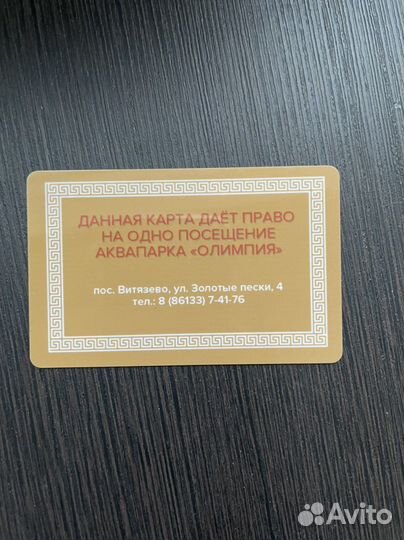 ДАННАЯ КАРТА ДАЁТ ПРАВО
НА ОДНО ПОСЕЩЕНИЕ
АКВАПАРКА «ОЛИМПИЯ»
пос. Витязево, ул. Золотые пески, 4
тел.: 8 (86133) 7-41-76
Avito